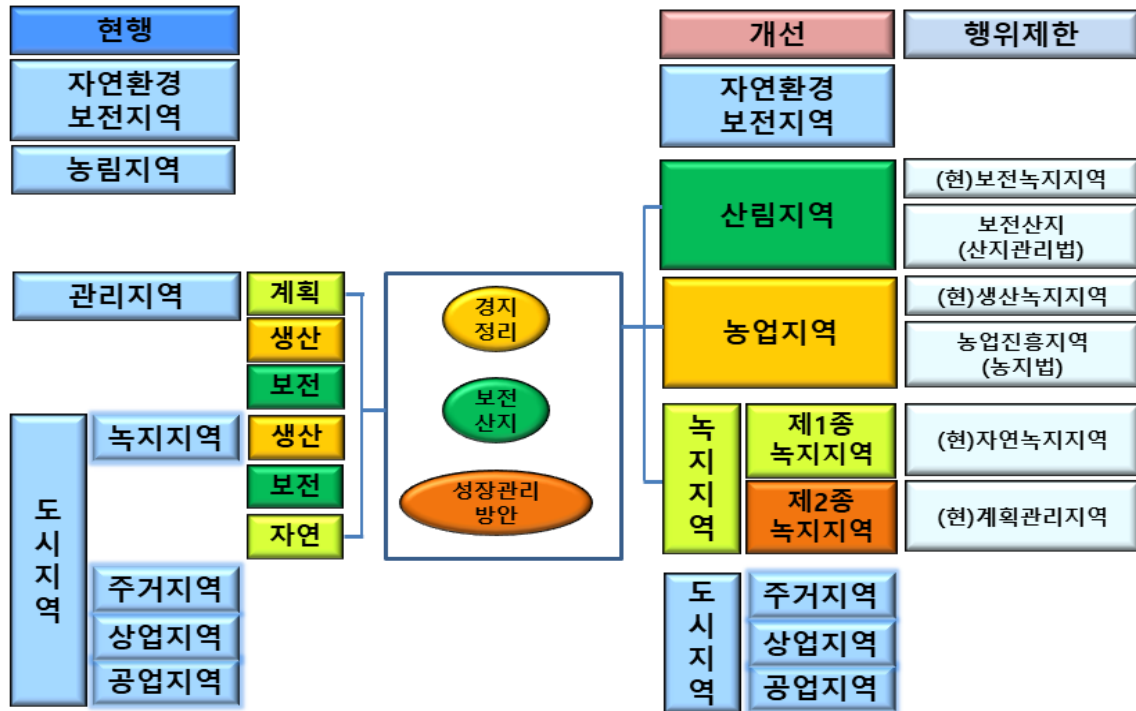 현행
자연환경
보전지역
농림지역
관리지역
계획
생산
보전
도시지역
녹지지역
생산
보전
자연
주거지역
상업지역
공업지역
경지
정리
보전
산지
성장관리
방안
개선
행위제한
자연환경
보전지역
산림지역
(현)보전녹지지역
보전산지
(산지관리법)
농업지역
(현)생산녹지지역
농업진흥지역
(농지법)
녹지지역
제1종
녹지지역
(현)자연녹지지역
제2종
녹지지역
(현)계획관리지역
도시지역
주거지역
상업지역
공업지역